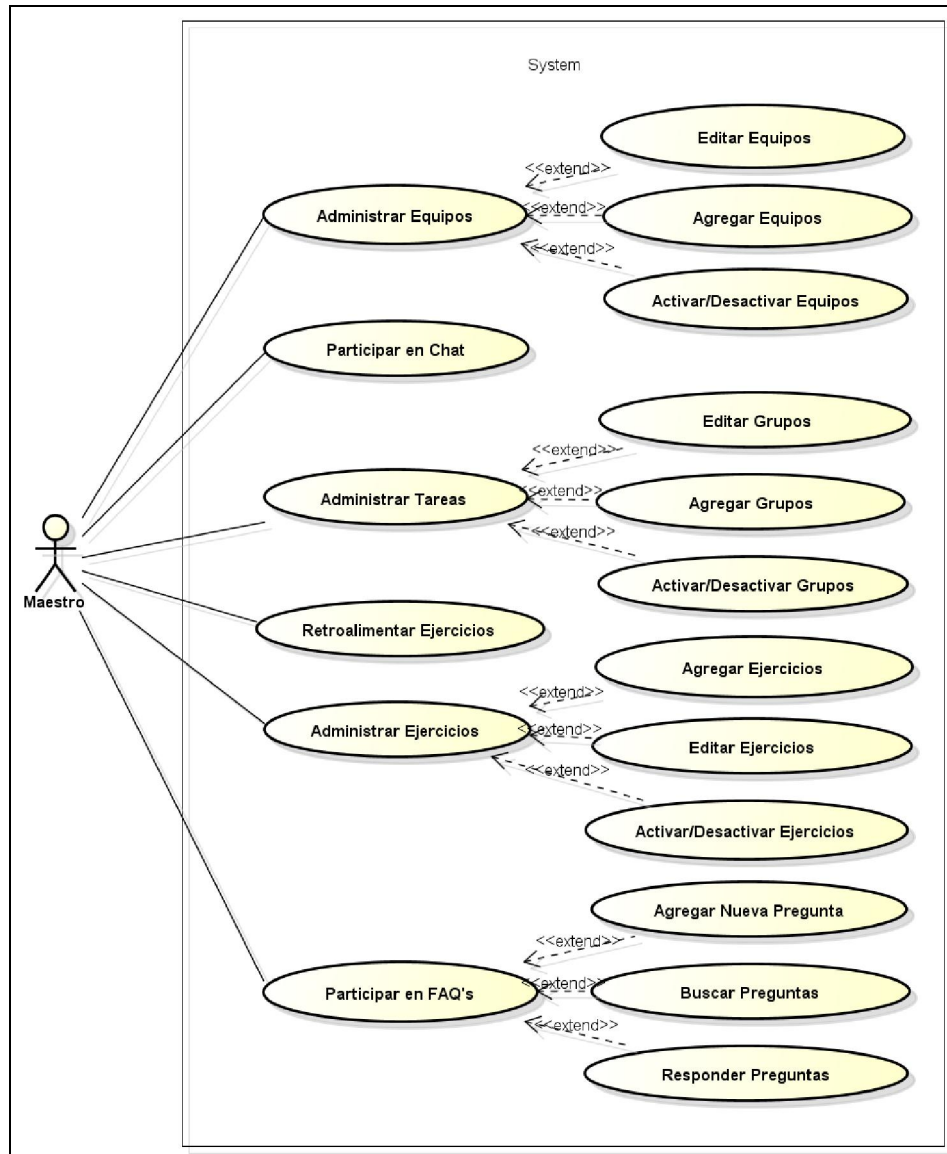 System
Editar Equipos
<<extend>>
Administrar Equipos
<<extend>>
Agregar Equipos
<<extend>>
Activar/Desactivar Equipos
Participar en Chat
Editar Grupos
<<extend>>
Administrar Tareas
<<extend>>
Agregar Grupos
<<extend>>
Activar/Desactivar Grupos
Maestro
Retroalimentar Ejercicios
Agregar Ejercicios
<<extend>>
Administrar Ejercicios
<<extend>>
Editar Ejercicios
<<extend>>
Activar/Desactivar Ejercicios
Agregar Nueva Pregunta
<<extend>>
Participar en FAQ's
<<extend>>
Buscar Preguntas
<<extend>>
Responder Preguntas